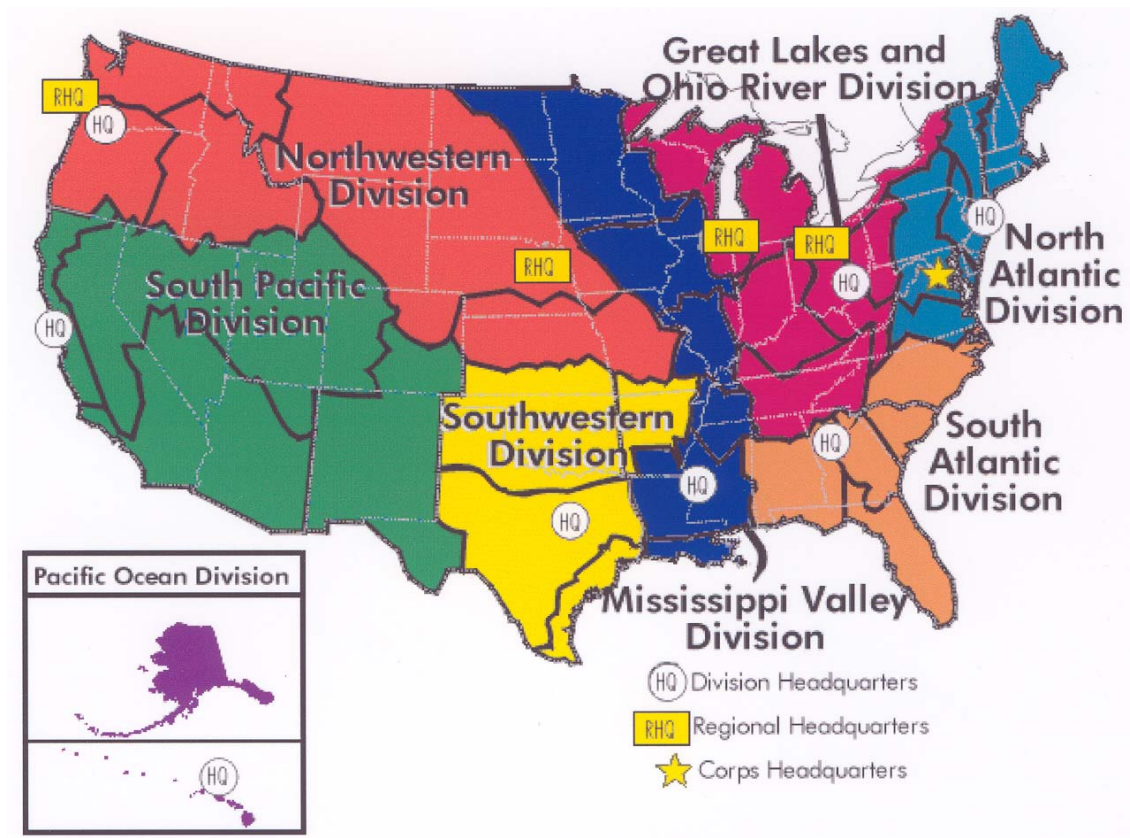 Great Lakes and
Ohio River Division
RHQ
HQ
Northwestern
Division
RHQ
RHQ
RHQ
HQ
HQ
North
Atlantic
Division
South Pacific
Division
HQ
Southwestern
Division
HQ
HQ
HQ
South
Atlantic
Division
Mississippi Valley
Division
Pacific Ocean Division
HQ
HQ Division Headquarters
RHQ Regional Headquarters
Corps Headquarters